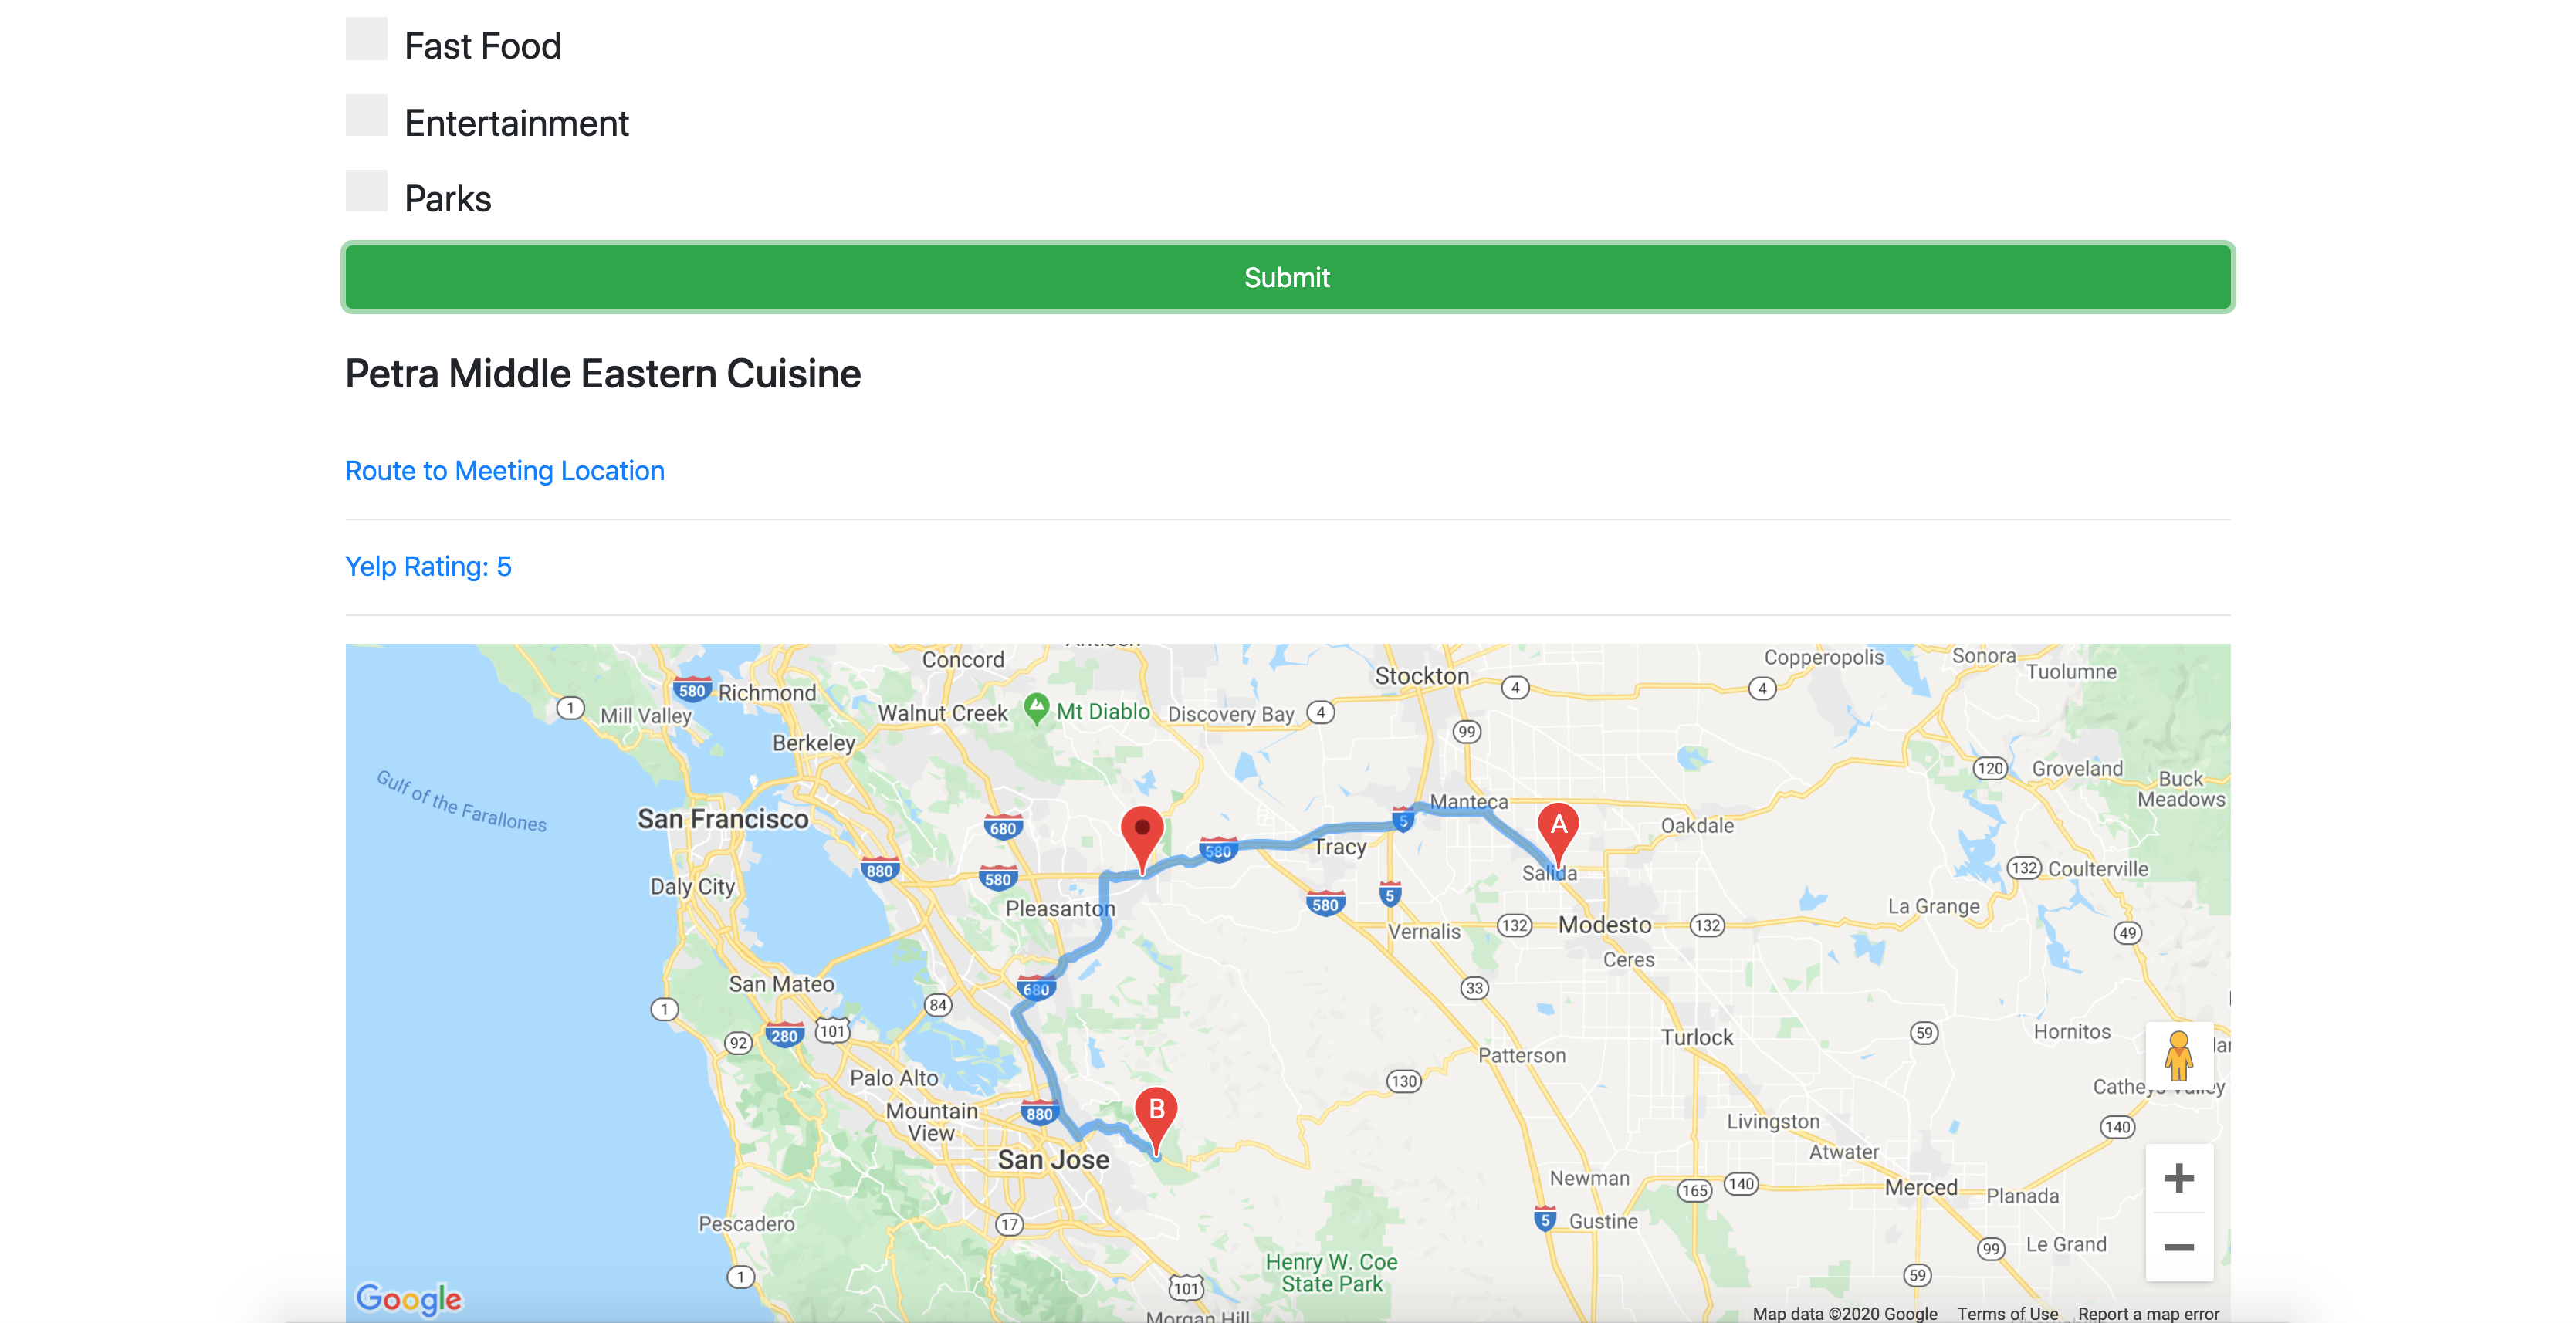 Fast Food
Entertainment
Parks
Submit
Petra Middle Eastern Cuisine
Route to Meeting Location
Yelp Rating: 5
Concord
Copperopolis
Sonora
Tuolumne
Stockton
580
Richmond
4
4
1
Mill Valley
Walnut Creek
Mt Diablo
Discovery Bay
4
99
Berkeley
120
Groveland
Buck
Meadows
Gulf of the Farallones
San Francisco
680
Manteca
5
A
Oakdale
580
Tracy
880
580
Salida
132
Coulterville
Daly City
5
580
Pleasanton
La Grange
Vernalis
132
Modesto
132
49
Ceres
San Mateo
680
33
84
1
280
101
92
59
Hornitos
Turlock
Patterson
Palo Alto
130
Catheys Valley
Mountain
View
880
B
Livingston
140
San Jose
Atwater
Newman
165
140
Merced
Planada
Pescadero
17
5
Gustine
99
Le Grand
Henry W. Coe
State Park
1
101
59
Google
Morgan Hill
Map data ©2020 Google
Terms of Use
Report a map error